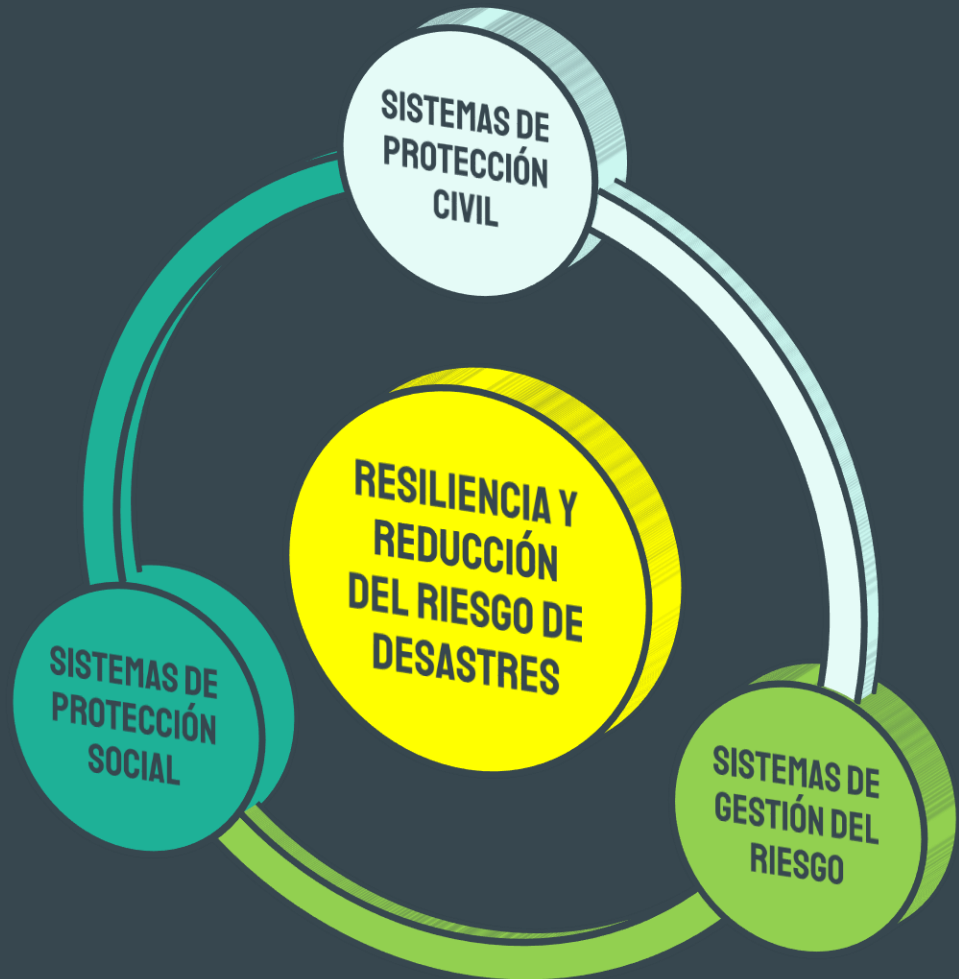 SISTEMAS DE
PROTECCIÓN
CIVIL
RESILIENCIA Y
REDUCCIÓN
DEL RIESGO DE
DESASTRES
SISTEMAS DE
PROTECCIÓN
SOCIAL
SISTEMAS DE
GESTIÓN DEL
RIESGO